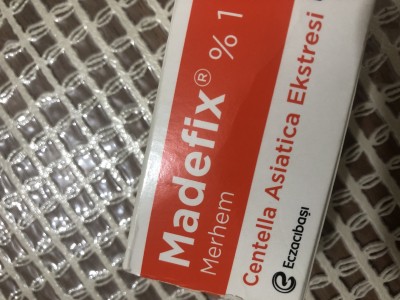 Madefix® % 1
Merhem
Centella Asiatica Ekstresi
Eczacıbaşı